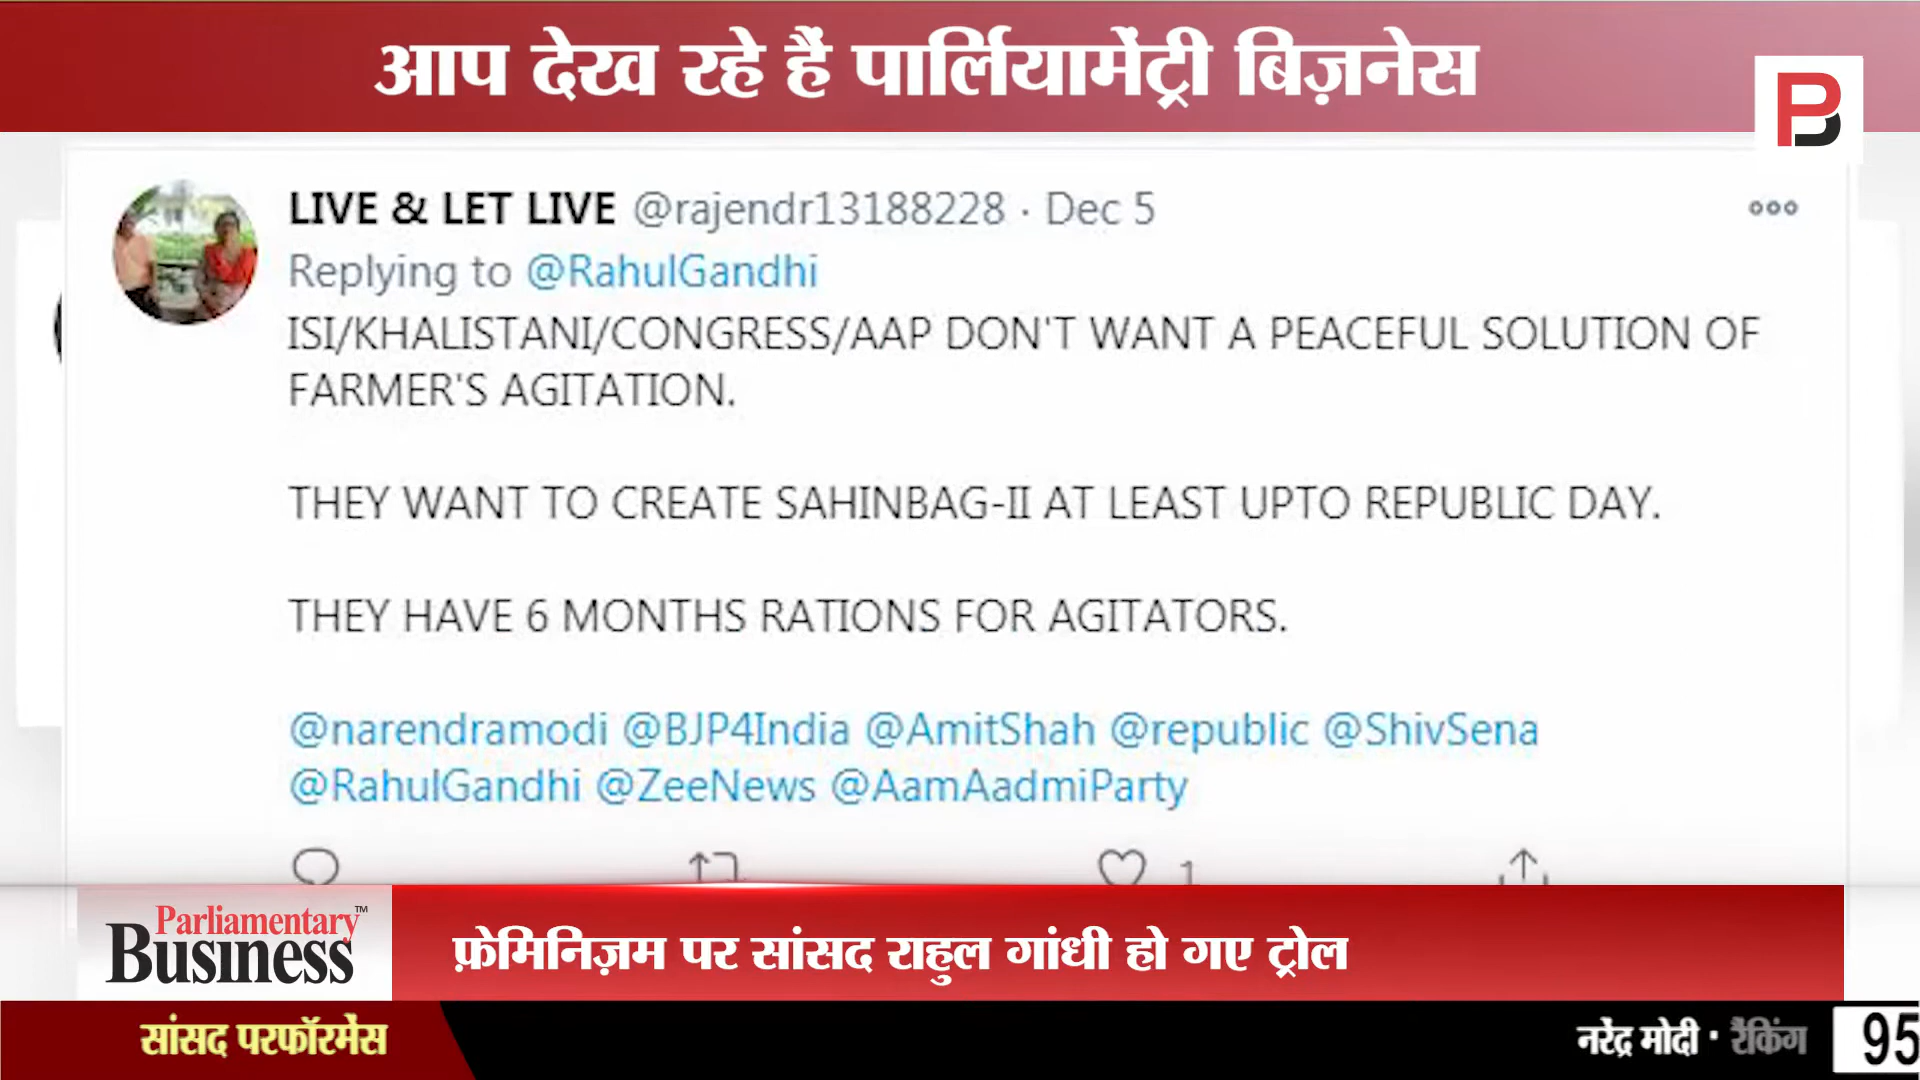 आप देख रहे हैं पार्लियामेंट्री बिज़नेस
PB
LIVE & LET LIVE @rajendr13188228 · Dec 5
Replying to @RahulGandhi
ISI/KHALISTANI/CONGRESS/AAP DON'T WANT A PEACEFUL SOLUTION OF
FARMER'S AGITATION.
THEY WANT TO CREATE SAHINBAG-II AT LEAST UPTO REPUBLIC DAY.
THEY HAVE 6 MONTHS RATIONS FOR AGITATORS.
@narendramodi @BJP4India @AmitShah @republic @ShivSena
@RahulGandhi @ZeeNews @AamAadmiParty
1
Parliamentary™
Business
फ़ेमिनिज़म पर सांसद राहुल गांधी हो गए ट्रोल
सांसद परफॉरमेंस
नरेंद्र मोदी · रैंकिंग 95